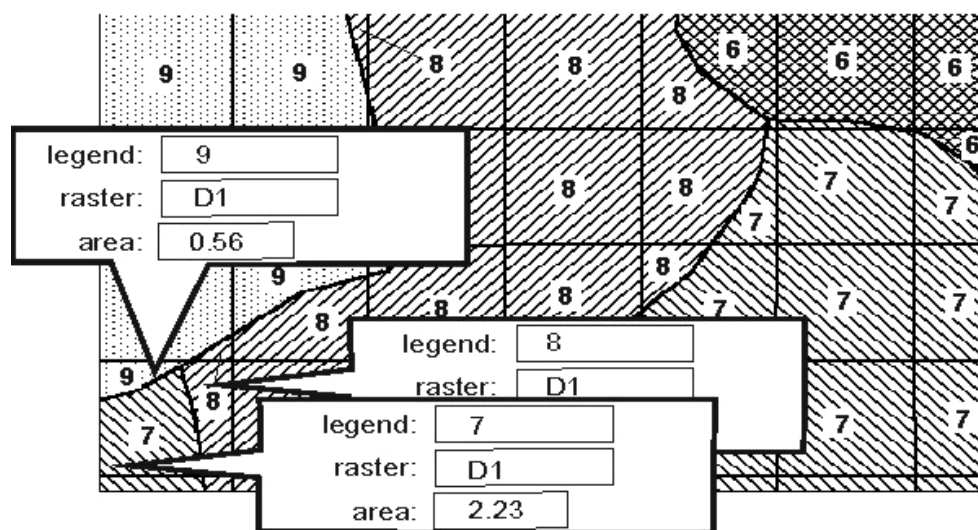 9 9 8 8 6 6 6
8
6
legend: 9
raster: D1
area: 0.56
8 8 7 7
7
9 8
8 8 8 7 7 7
legend: 8
raster: D1
9
8
7 7 7
legend: 7
raster: D1
area: 2.23